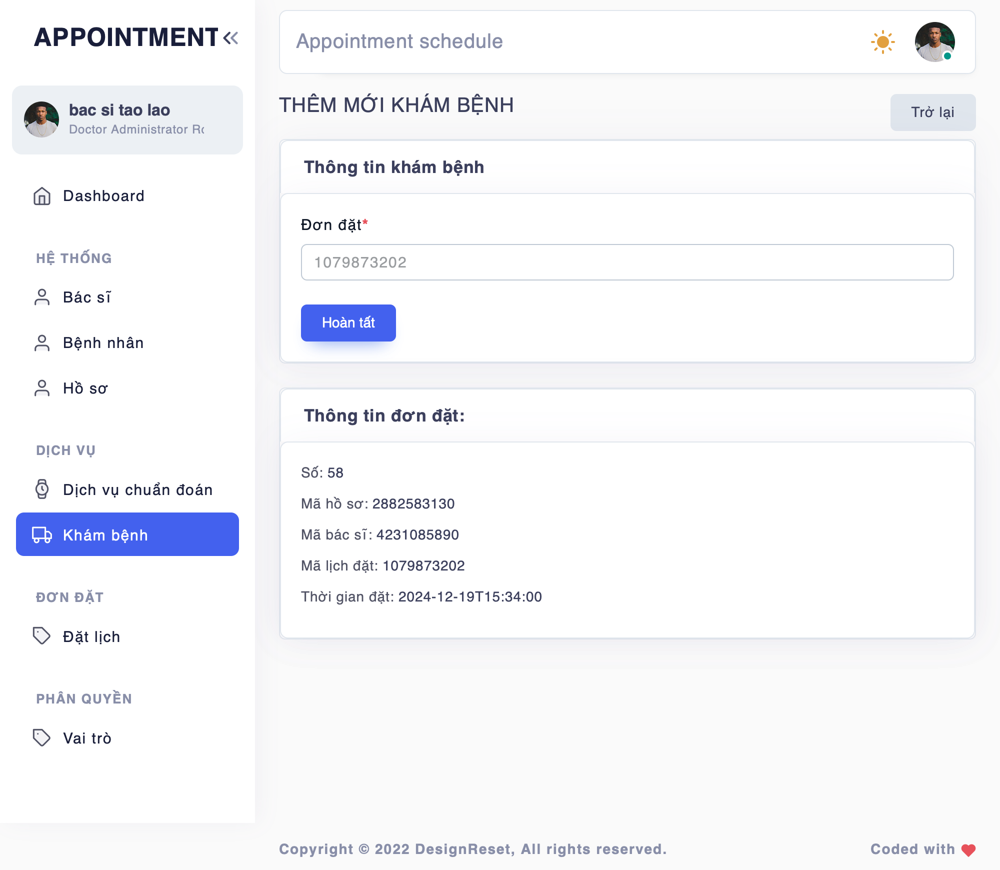 APPOINTMENT
bac si tao lao
Doctor Administrator
Dashboard
HỆ THỐNG
Bác sĩ
Bệnh nhân
Hồ sơ
DỊCH VỤ
Dịch vụ chuẩn đoán
Khám bệnh
ĐƠN ĐẶT
Đặt lịch
PHÂN QUYỀN
Vai trò
Appointment schedule
THÊM MỚI KHÁM BỆNH
Trở lại
Thông tin khám bệnh
Đơn đặt*
1079873202
Hoàn tất
Thông tin đơn đặt:
Số: 58
Mã hồ sơ: 2882583130
Mã bác sĩ: 4231085890
Mã lịch đặt: 1079873202
Thời gian đặt: 2024-12-19T15:34:00
Copyright © 2022 DesignReset, All rights reserved.
Coded with